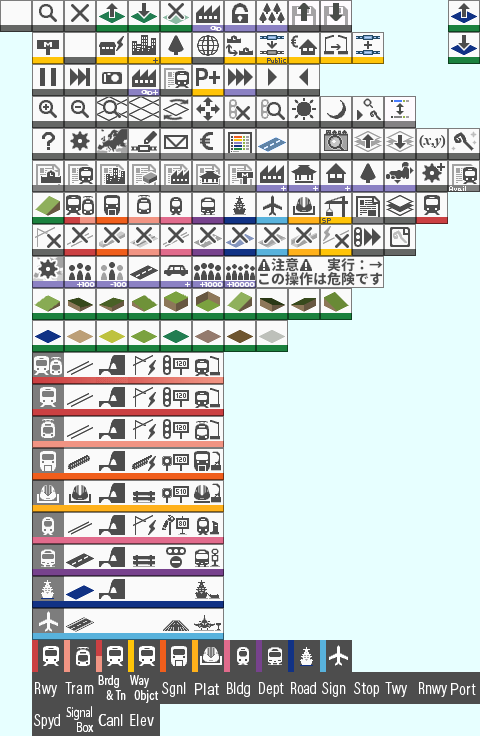 M
Public
€
P+
?
€
(x,y)
+
+
+
+
+
Avail
SP
+100
-100
+1000
+10000
⚠注意⚠ 実行：→
この操作は危険です
120
120
120
120
510
80
Rwy Tram Brdg & Tn Way Objct Sgnl Plat Bldg Dept Road Sign Stop Twy Rnwy Port
Spyd Signal Box Canl Elev